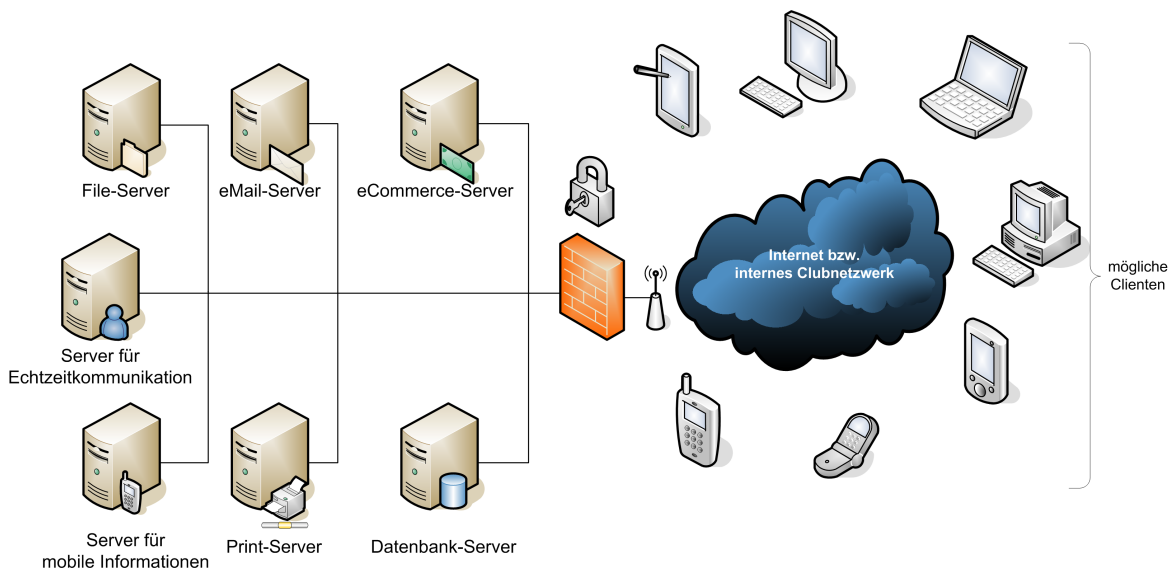 File-Server
eMail-Server
eCommerce-Server
Internet bzw.
internes Clubnetzwerk
mögliche
Clienten
Server für
Echtzeitkommunikation
Server für
mobile Informationen
Print-Server
Datenbank-Server